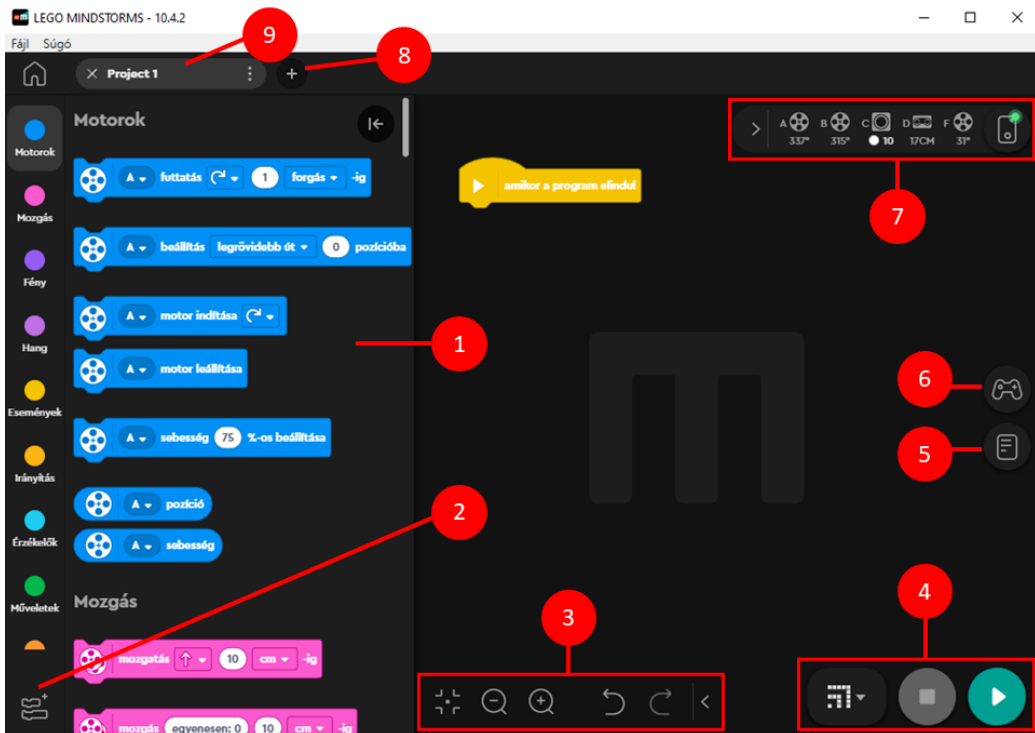 LEGO MINDSTORMS - 10.4.2
Fájl Súgó
9
8
Project 1
Motorok
Motorok
A futtatás 1 forgás -ig
Mozgás
A beállítás legrövidebb út 0 pozícióba
Fény
A motor indítása
Hang
A motor leállítása
1
Események
A sebesség 75 %-os beállítása
Irányítás
A pozíció
2
Érzékelők
A sebesség
Műveletek
Mozgás
mozgatás 10 cm -ig
mozgás egyenesen: 0 10 cm -ig
amikor a program elindul
A B C D F
337° 315° 10 17CM 31°
7
6
5
4
3